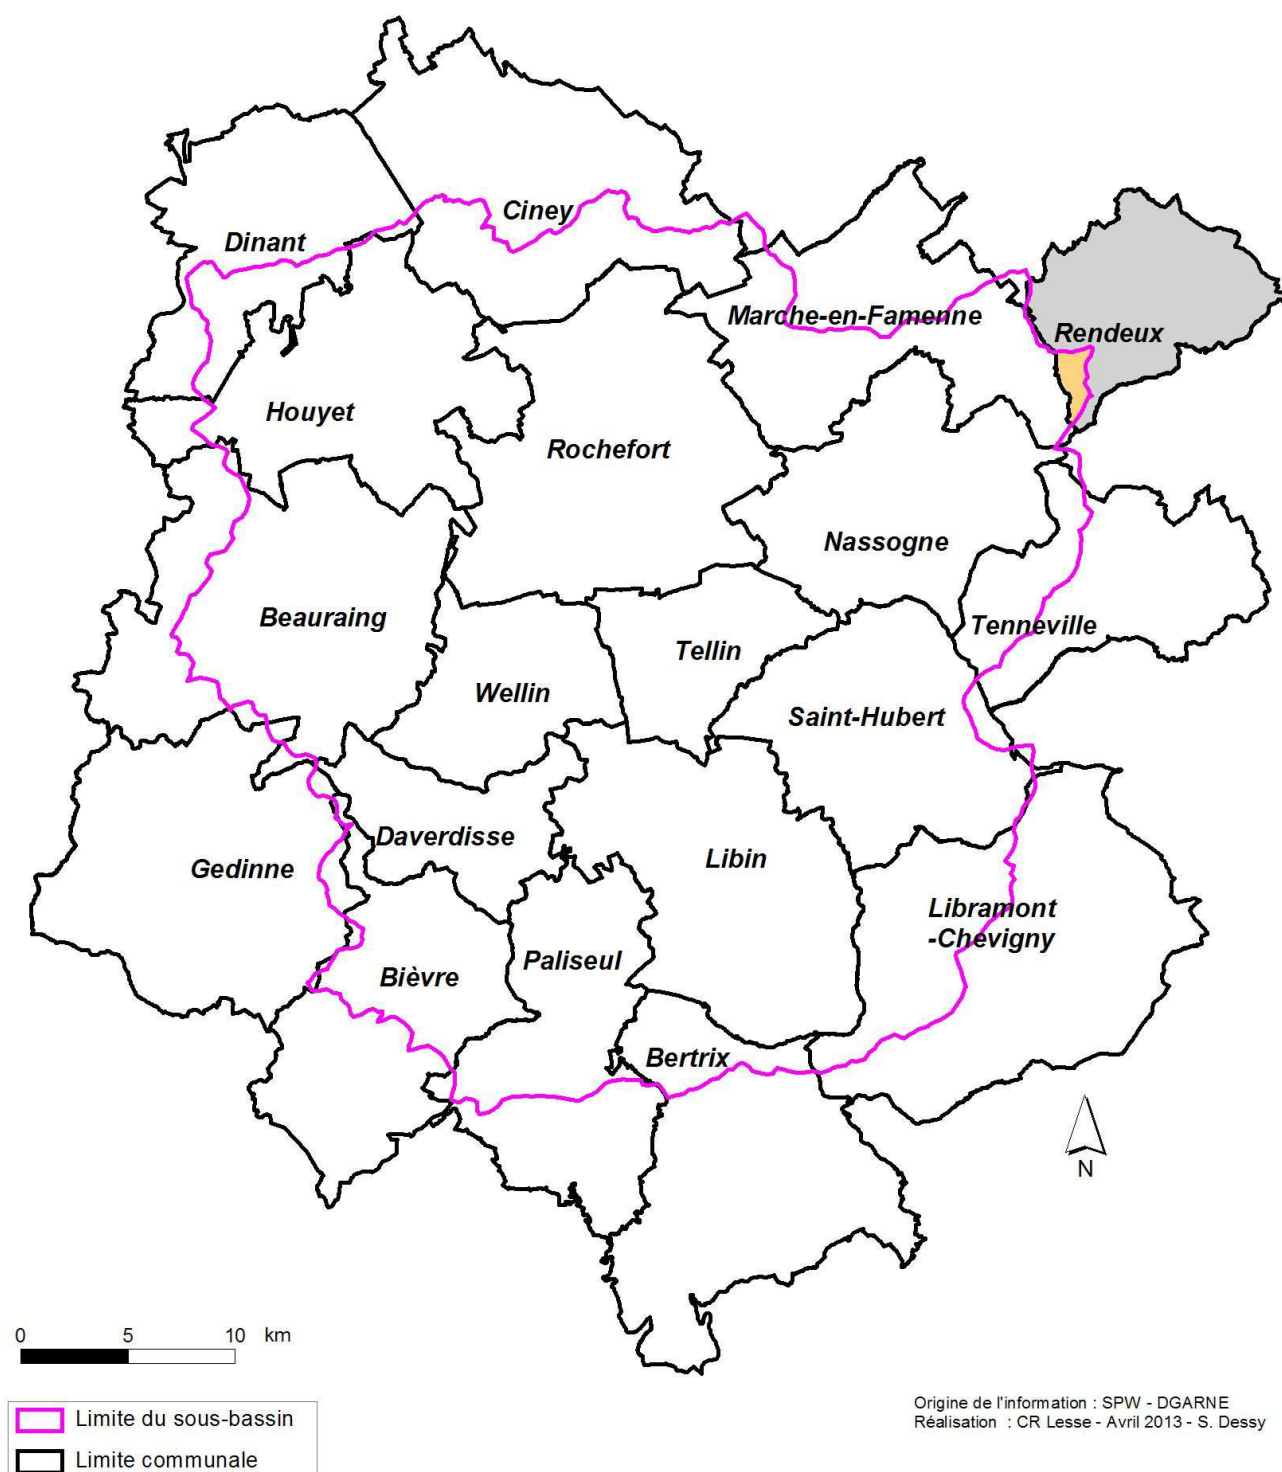 Ciney
Dinant
Marche-en-Famenne
Rendeux
Houyet
Rochefort
Nassogne
Beauraing
Tenneville
Tellin
Wellin
Saint-Hubert
Daverdisse
Libin
Gedinne
Libramont
-Chevigny
Paliseul
Bièvre
Bertrix
N
0 5 10 km
Limite du sous-bassin
Limite communale
Origine de l'information : SPW - DGARNE
Réalisation : CR Lesse - Avril 2013 - S. Dessy